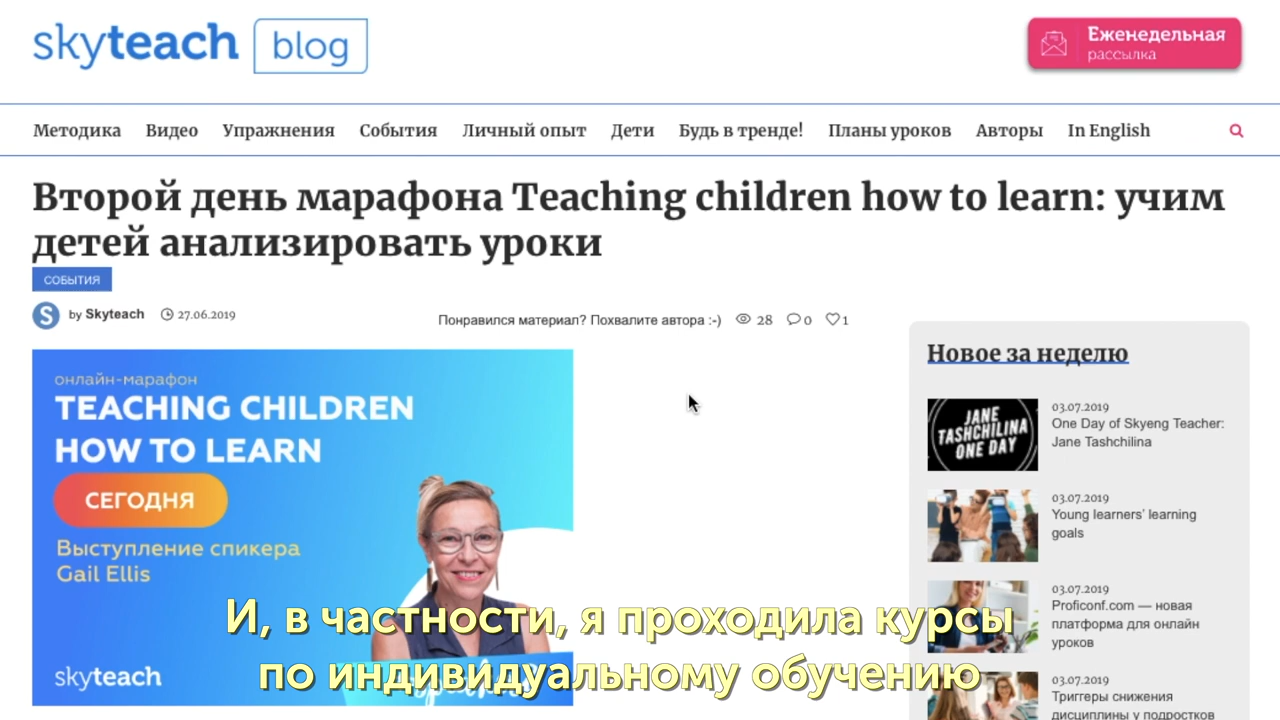 skyteach blog
Еженедельная
рассылка
Методика Видео Упражнения События Личный опыт Дети Будь в тренде! Планы уроков Авторы In English
Второй день марафона Teaching children how to learn: учим
детей анализировать уроки
СОБЫТИЯ
S by Skyteach 27.06.2019
Понравился материал? Похвалите автора :-) 28 0 1
онлайн-марафон
TEACHING CHILDREN
HOW TO LEARN
СЕГОДНЯ
Выступление спикера
Gail Ellis
skyteach
Новое за неделю
JANE
TASHCHILINA
ONE DAY
03.07.2019
One Day of Skyeng Teacher:
Jane Tashchilina
03.07.2019
Young learners' learning
goals
03.07.2019
Proficonf.com — новая
платформа для онлайн
уроков
03.07.2019
Триггеры снижения
дисциплины у подростков
И, в частности, я проходила курсы
по индивидуальному обучению